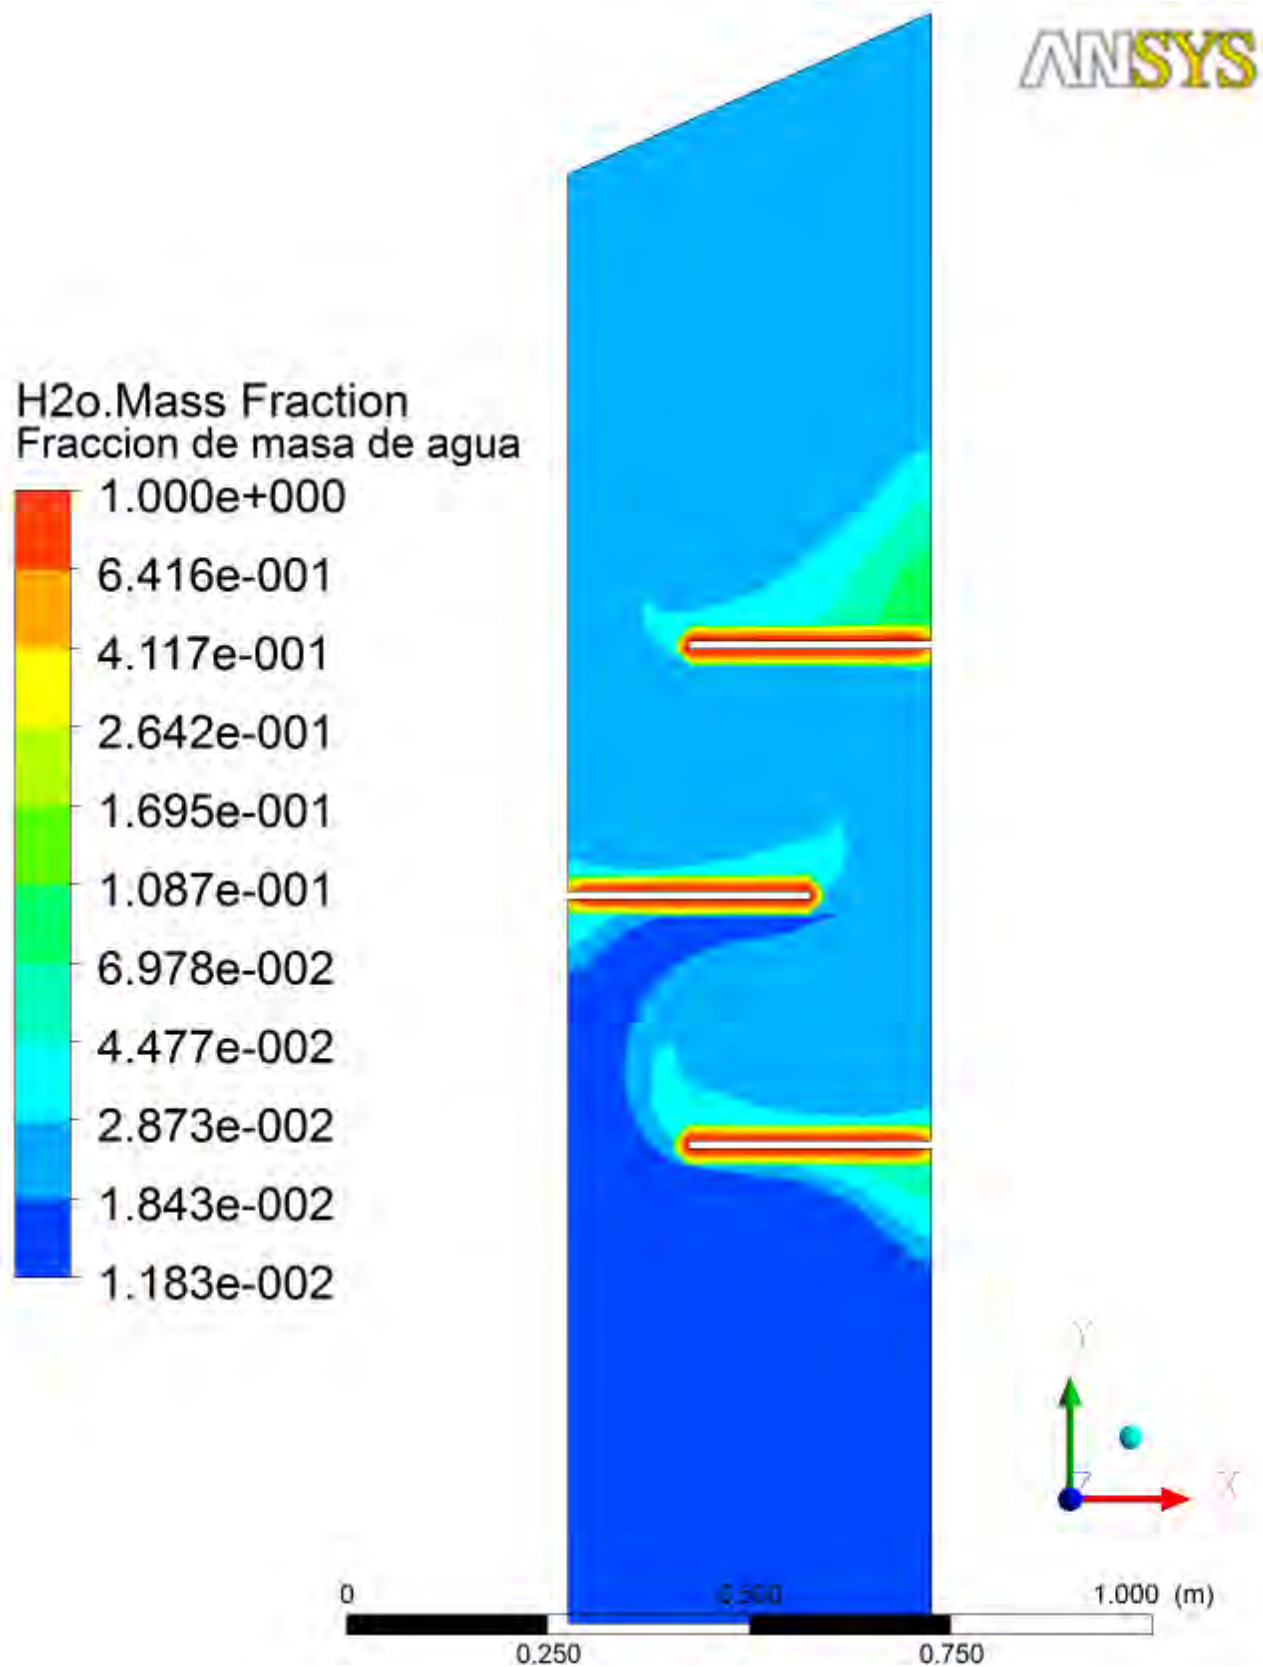 ANSYS
H2o.Mass Fraction
Fraccion de masa de agua
1.000e+000
6.416e-001
4.117e-001
2.642e-001
1.695e-001
1.087e-001
6.978e-002
4.477e-002
2.873e-002
1.843e-002
1.183e-002
Y
Z
X
0 0.500 1.000 (m)
0.250 0.750